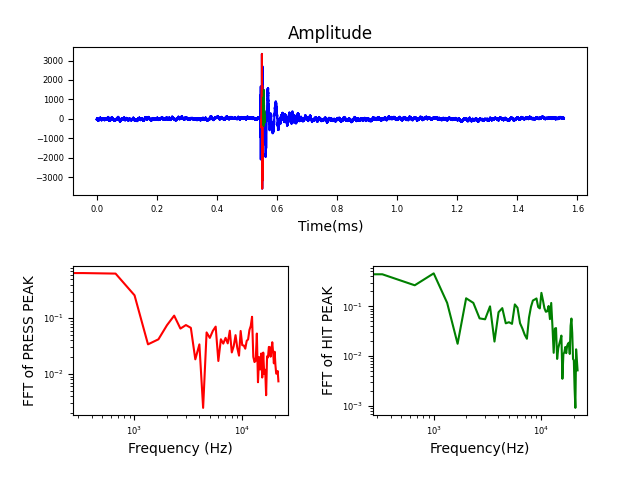 Amplitude
3000
2000
1000
0
−1000
−2000
−3000
0.0 0.2 0.4 0.6 0.8 1.0 1.2 1.4 1.6
Time(ms)
FFT of PRESS PEAK
10⁻¹
10⁻²
10³ 10⁴
Frequency (Hz)
FFT of HIT PEAK
10⁻¹
10⁻²
10⁻³
10³ 10⁴
Frequency(Hz)